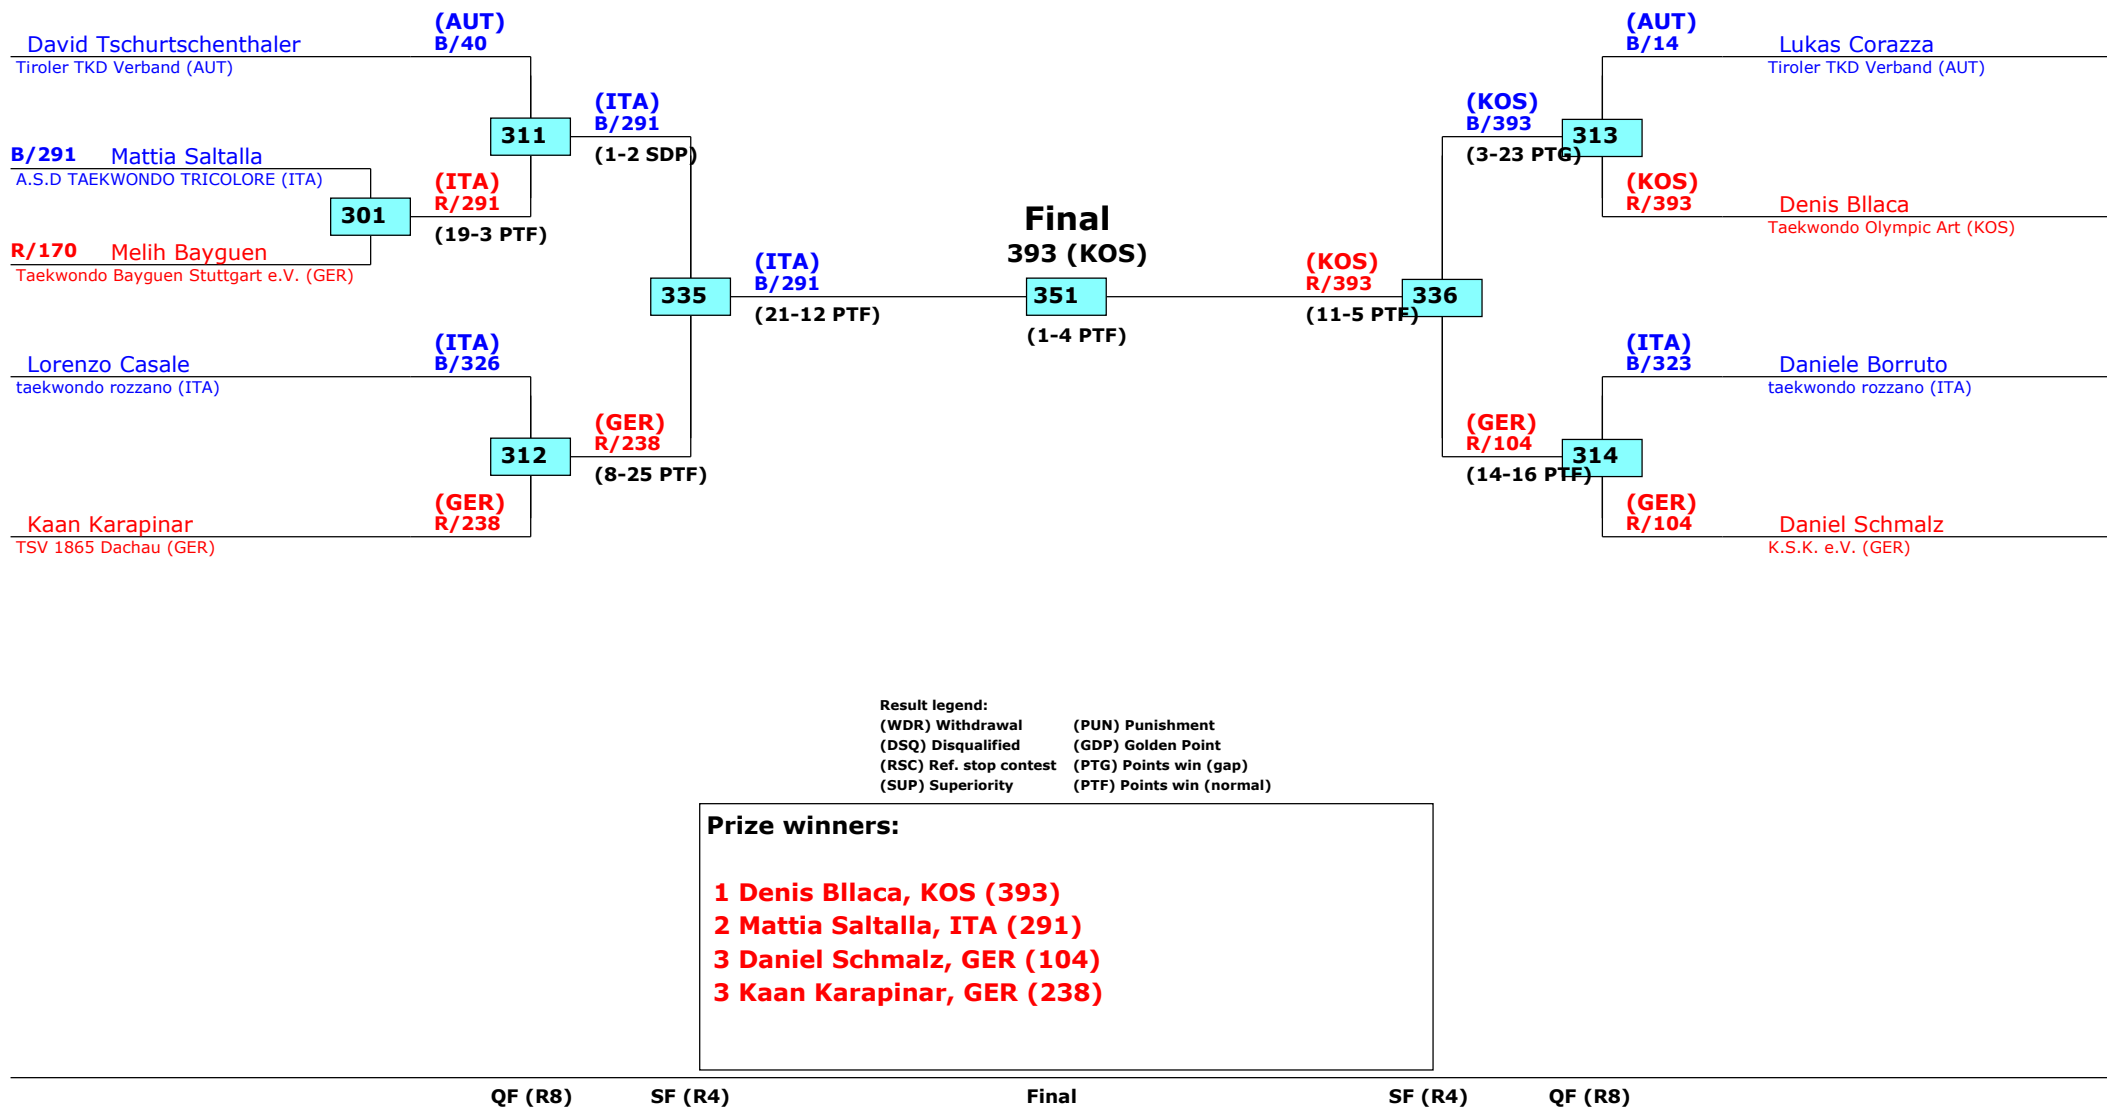 (AUT)
B/40
David Tschurtschenthaler
Tiroler TKD Verband (AUT)
B/291 Mattia Saltalla
A.S.D TAEKWONDO TRICOLORE (ITA)
301
R/170 Melih Bayguen
Taekwondo Bayguen Stuttgart e.V. (GER)
(ITA)
R/291
(19-3 PTF)
311
(ITA)
B/291
(1-2 SDP)
(ITA)
B/326
Lorenzo Casale
taekwondo rozzano (ITA)
312
(GER)
R/238
Kaan Karapinar
TSV 1865 Dachau (GER)
(GER)
R/238
(8-25 PTF)
335
(ITA)
B/291
(21-12 PTF)
Final
393 (KOS)
351
(1-4 PTF)
(KOS)
R/393
(11-5 PTF)
336
(KOS)
B/393
(3-23 PTG)
313
(AUT)
B/14
Lukas Corazza
Tiroler TKD Verband (AUT)
(KOS)
R/393
Denis Bllaca
Taekwondo Olympic Art (KOS)
(GER)
R/104
(14-16 PTF)
314
(ITA)
B/323
Daniele Borruto
taekwondo rozzano (ITA)
(GER)
R/104
Daniel Schmalz
K.S.K. e.V. (GER)
Result legend:
(WDR) Withdrawal (PUN) Punishment
(DSQ) Disqualified (GDP) Golden Point
(RSC) Ref. stop contest (PTG) Points win (gap)
(SUP) Superiority (PTF) Points win (normal)
Prize winners:
1 Denis Bllaca, KOS (393)
2 Mattia Saltalla, ITA (291)
3 Daniel Schmalz, GER (104)
3 Kaan Karapinar, GER (238)
QF (R8) SF (R4) Final SF (R4) QF (R8)